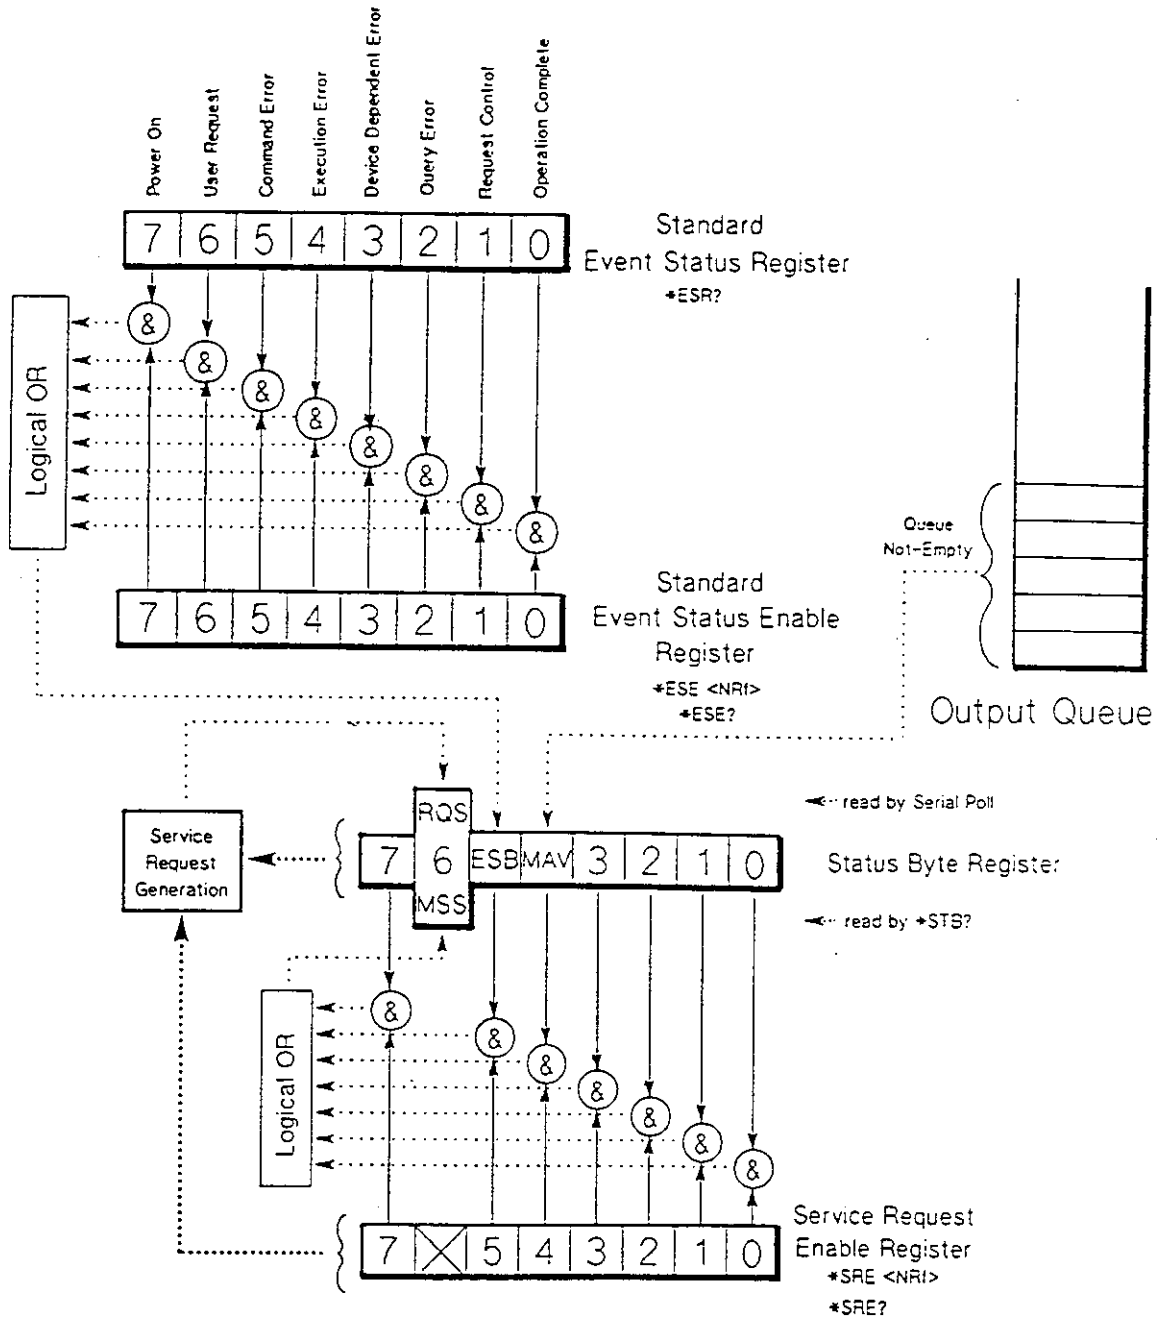 Power On
User Request
Command Error
Execution Error
Device Dependent Error
Query Error
Request Control
Operation Complete
7 6 5 4 3 2 1 0
Standard
Event Status Register
*ESR?
& & & & & & & &
Logical OR
7 6 5 4 3 2 1 0
Standard
Event Status Enable
Register
*ESE <NRf>
*ESE?
Queue
Not-Empty
Output Queue
Service
Request
Generation
RQS
7 6 ESB MAV 3 2 1 0
MSS
read by Serial Poll
Status Byte Register
read by *STB?
& & & & & & &
Logical OR
7 5 4 3 2 1 0
Service Request
Enable Register
*SRE <NRf>
*SRE?